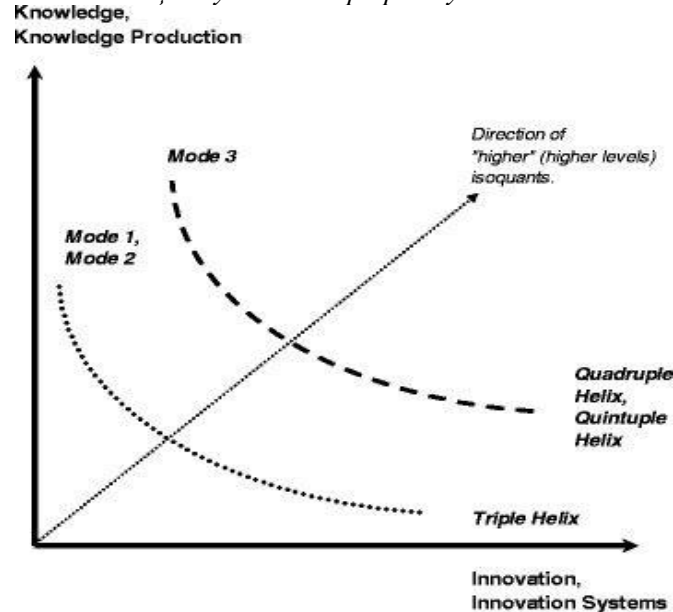 Knowledge,
Knowledge Production
Direction of
"higher" (higher levels)
isoquants.
Mode 3
Mode 1,
Mode 2
Quadruple
Helix,
Quintuple
Helix
Triple Helix
Innovation,
Innovation Systems